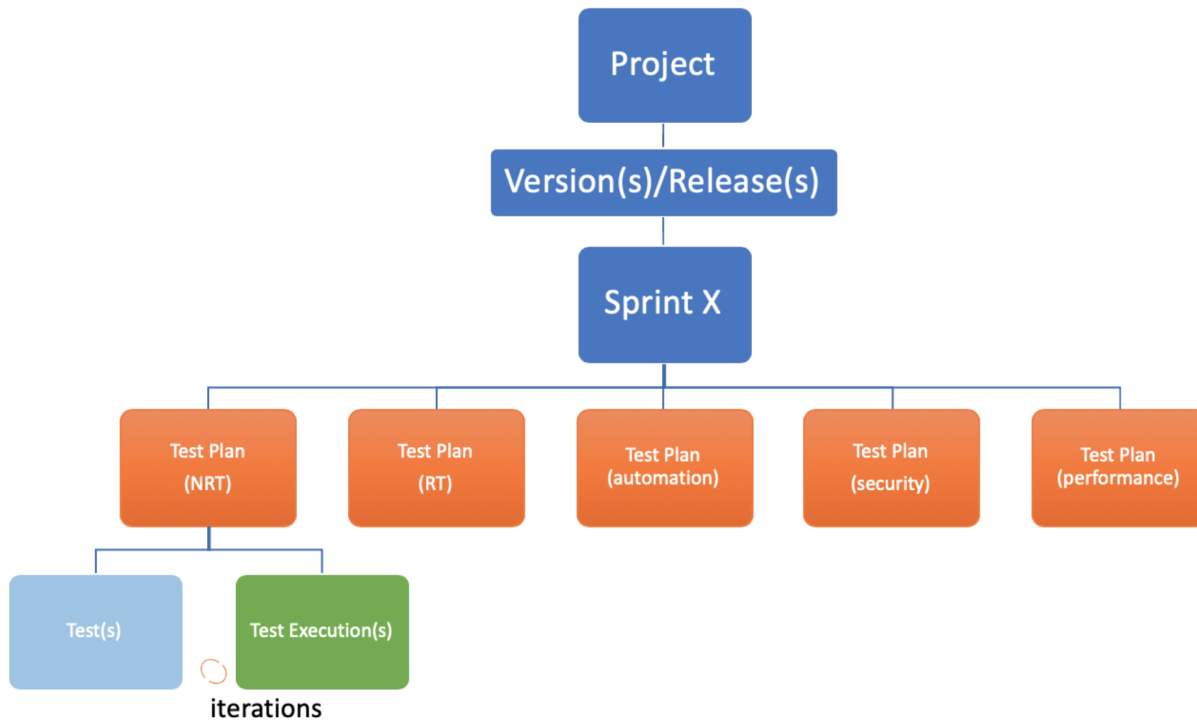 Project
Version(s)/Release(s)
Sprint X
Test Plan
(NRT)
Test Plan
(RT)
Test Plan
(automation)
Test Plan
(security)
Test Plan
(performance)
Test(s)
Test Execution(s)
iterations